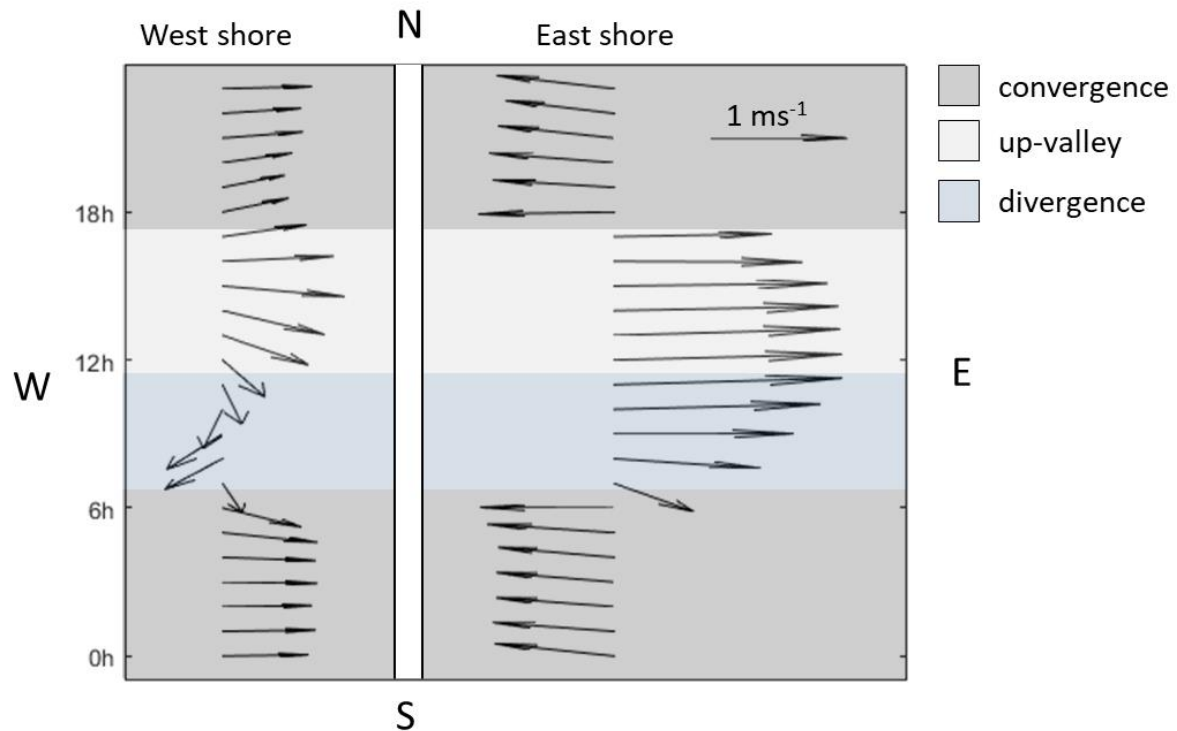 N
West shore
East shore
1 ms-1
convergence
up-valley
divergence
18h
12h
W
E
6h
0h
S